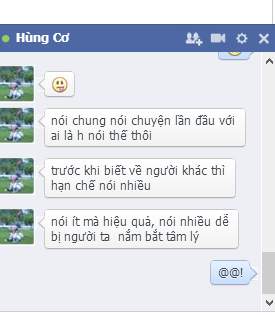 Hùng Cơ
nói chung nói chuyện lần đầu với
ai là h nói thế thôi
trước khi biết về người khác thì
hạn chế nói nhiều
nói ít mà hiệu quả, nói nhiều dễ
bị người ta nắm bắt tâm lý
@@!